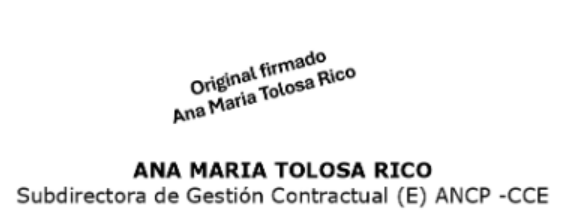 Original firmado
Ana Maria Tolosa Rico
ANA MARIA TOLOSA RICO
Subdirectora de Gestión Contractual (E) ANCP -CCE